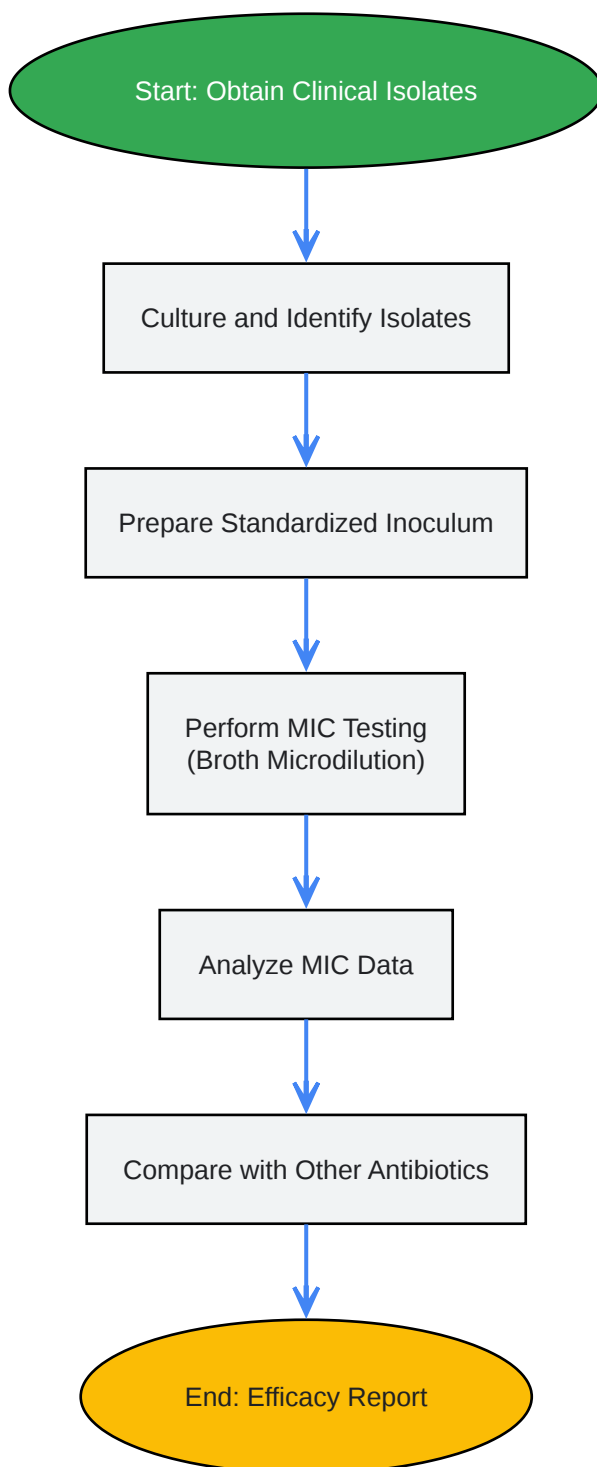 Start: Obtain Clinical Isolates
Culture and Identify Isolates
Prepare Standardized Inoculum
Perform MIC Testing
(Broth Microdilution)
Analyze MIC Data
Compare with Other Antibiotics
End: Efficacy Report